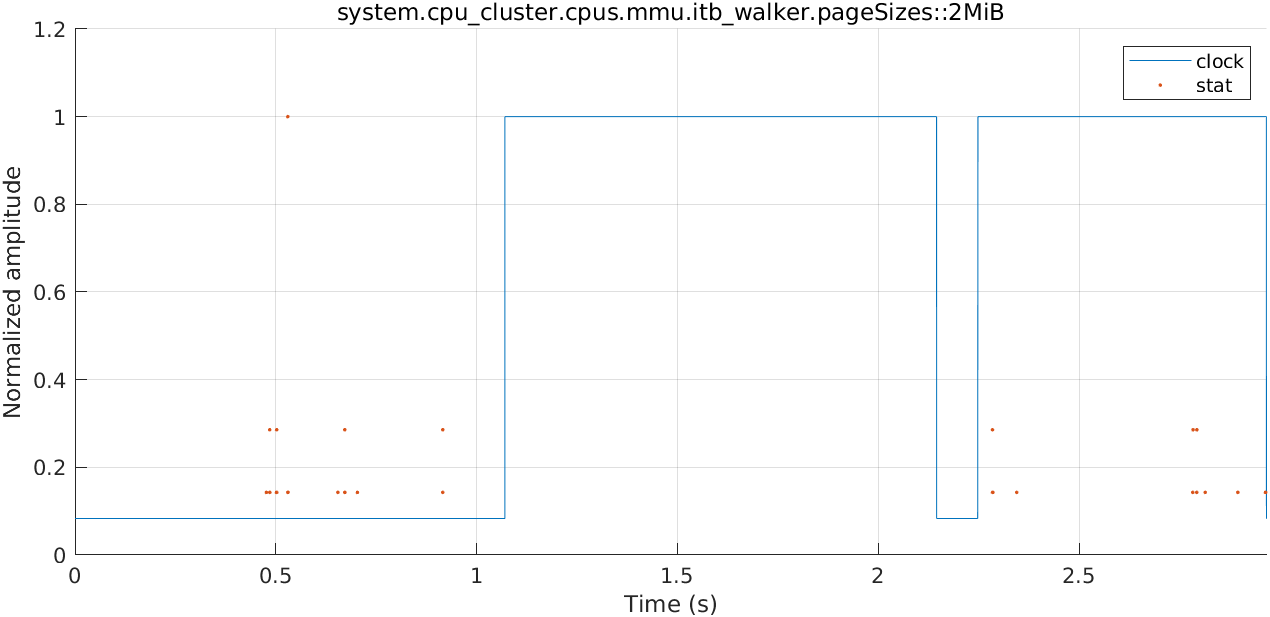 system.cpu_cluster.cpus.mmu.itb_walker.pageSizes::2MiB
clock
stat
Normalized amplitude
1.2
1
0.8
0.6
0.4
0.2
0
0 0.5 1 1.5 2 2.5
Time (s)